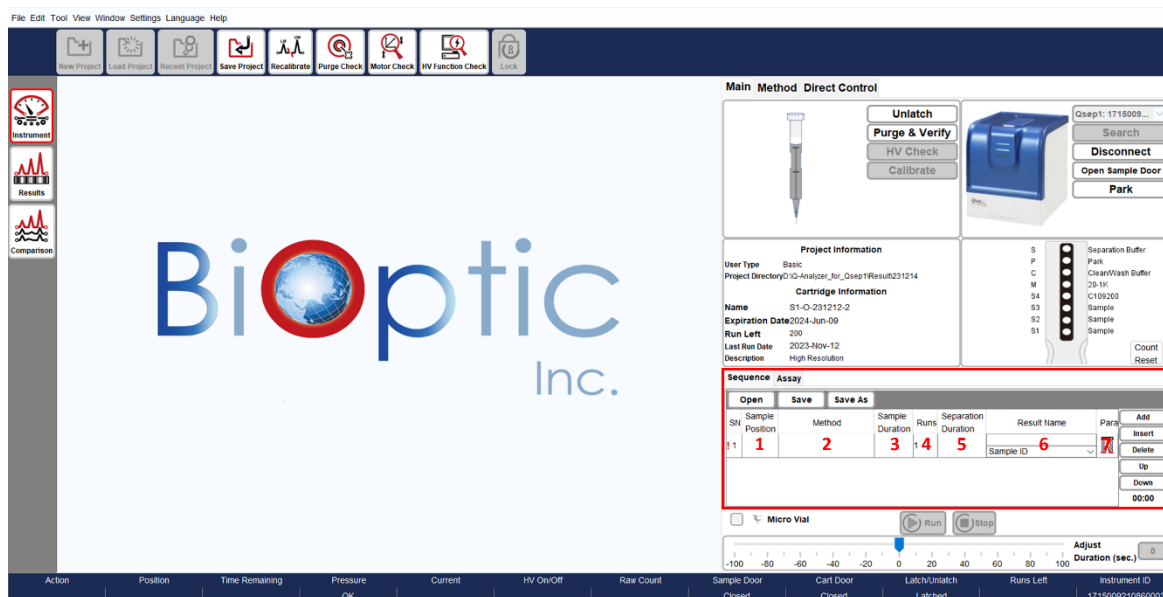 File Edit Tool View Window Settings Language Help
New Project Load Project Recent Project Save Project Recalibrate Purge Check Motor Check HV Function Check Lock
Instrument
Results
Comparison
BiOptic
Inc.
Main Method Direct Control
Unlatch
Purge & Verify
HV Check
Calibrate
Qsep1: 1715009...
Search
Disconnect
Open Sample Door
Park
Project Information
User Type Basic
Project DirectoryD:\Q-Analyzer_for_Qsep1\Result\231214
Cartridge Information
Name S1-O-231212-2
Expiration Date2024-Jun-09
Run Left 200
Last Run Date 2023-Nov-12
Description High Resolution
S Separation Buffer
P Park
C Clean/Wash Buffer
M 20-1K
S4 C109200
S3 Sample
S2 Sample
S1 Sample
Count
Reset
Sequence Assay
Open Save Save As
SN Sample Position Method Sample Duration Runs Separation Duration Result Name Para
! 1 1 2 3 1 4 5 6 7
Sample ID
Add
Insert
Delete
Up
Down
00:00
Micro Vial
Run Stop
-100 -80 -60 -40 -20 0 20 40 60 80 100
Adjust
Duration (sec.) 0
Action Position Time Remaining Pressure Current HV On/Off Raw Count Sample Door Cart Door Latch/Unlatch Runs Left Instrument ID
OK Closed Closed Latched